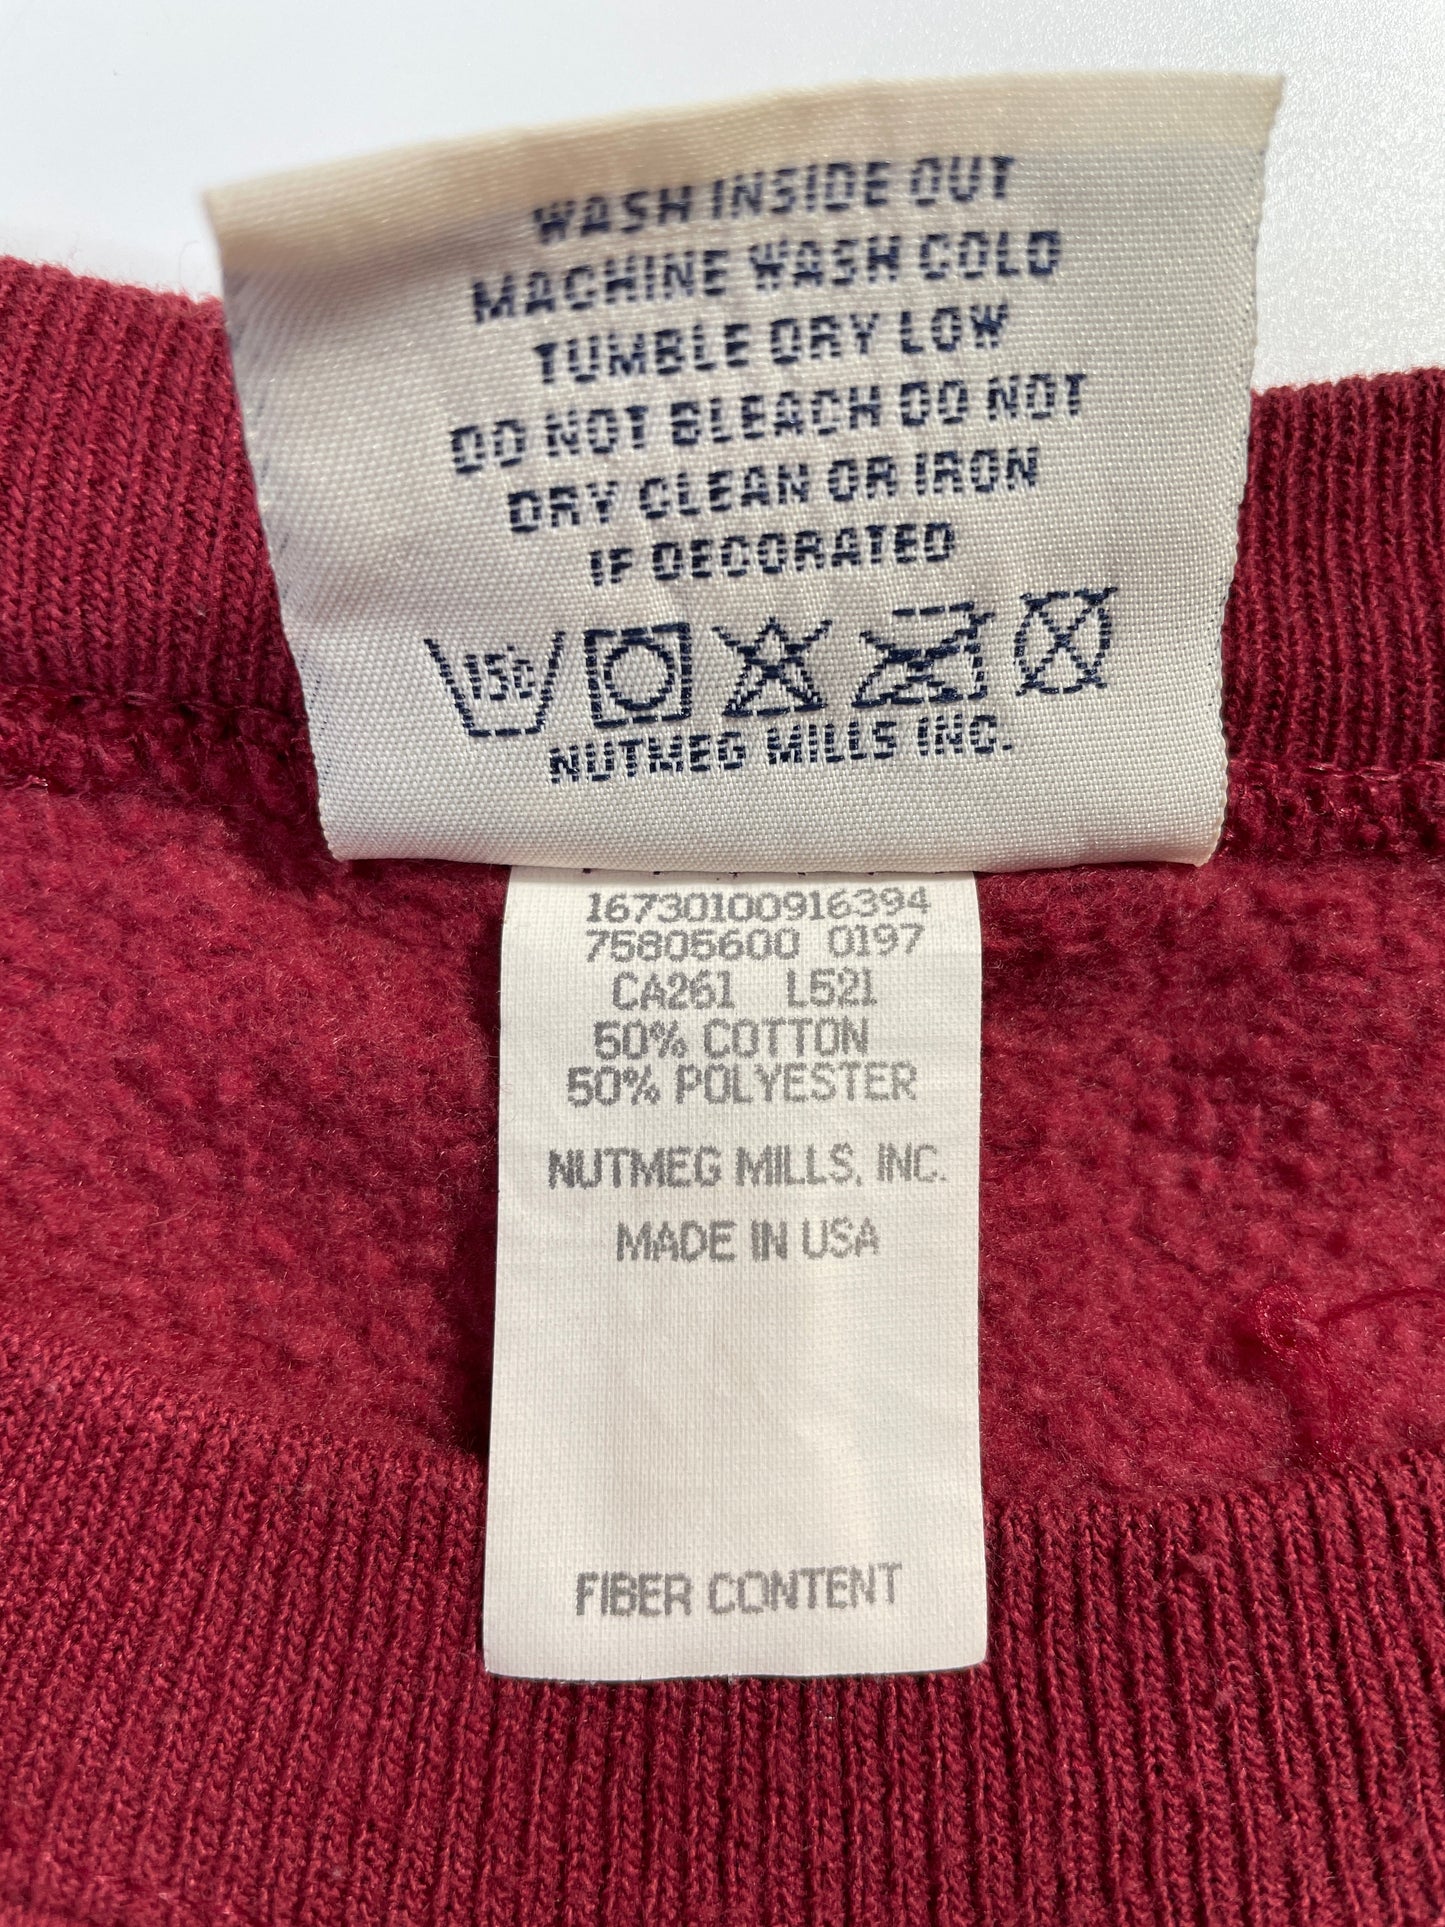 WASH INSIDE OUT
MACHINE WASH COLD
TUMBLE DRY LOW
DO NOT BLEACH DO NOT
DRY CLEAN OR IRON
IF DECORATED
15C
NUTMEG MILLS INC.
16730100916394
75805600 0197
CA261 L521
50% COTTON
50% POLYESTER
NUTMEG MILLS, INC.
MADE IN USA
FIBER CONTENT